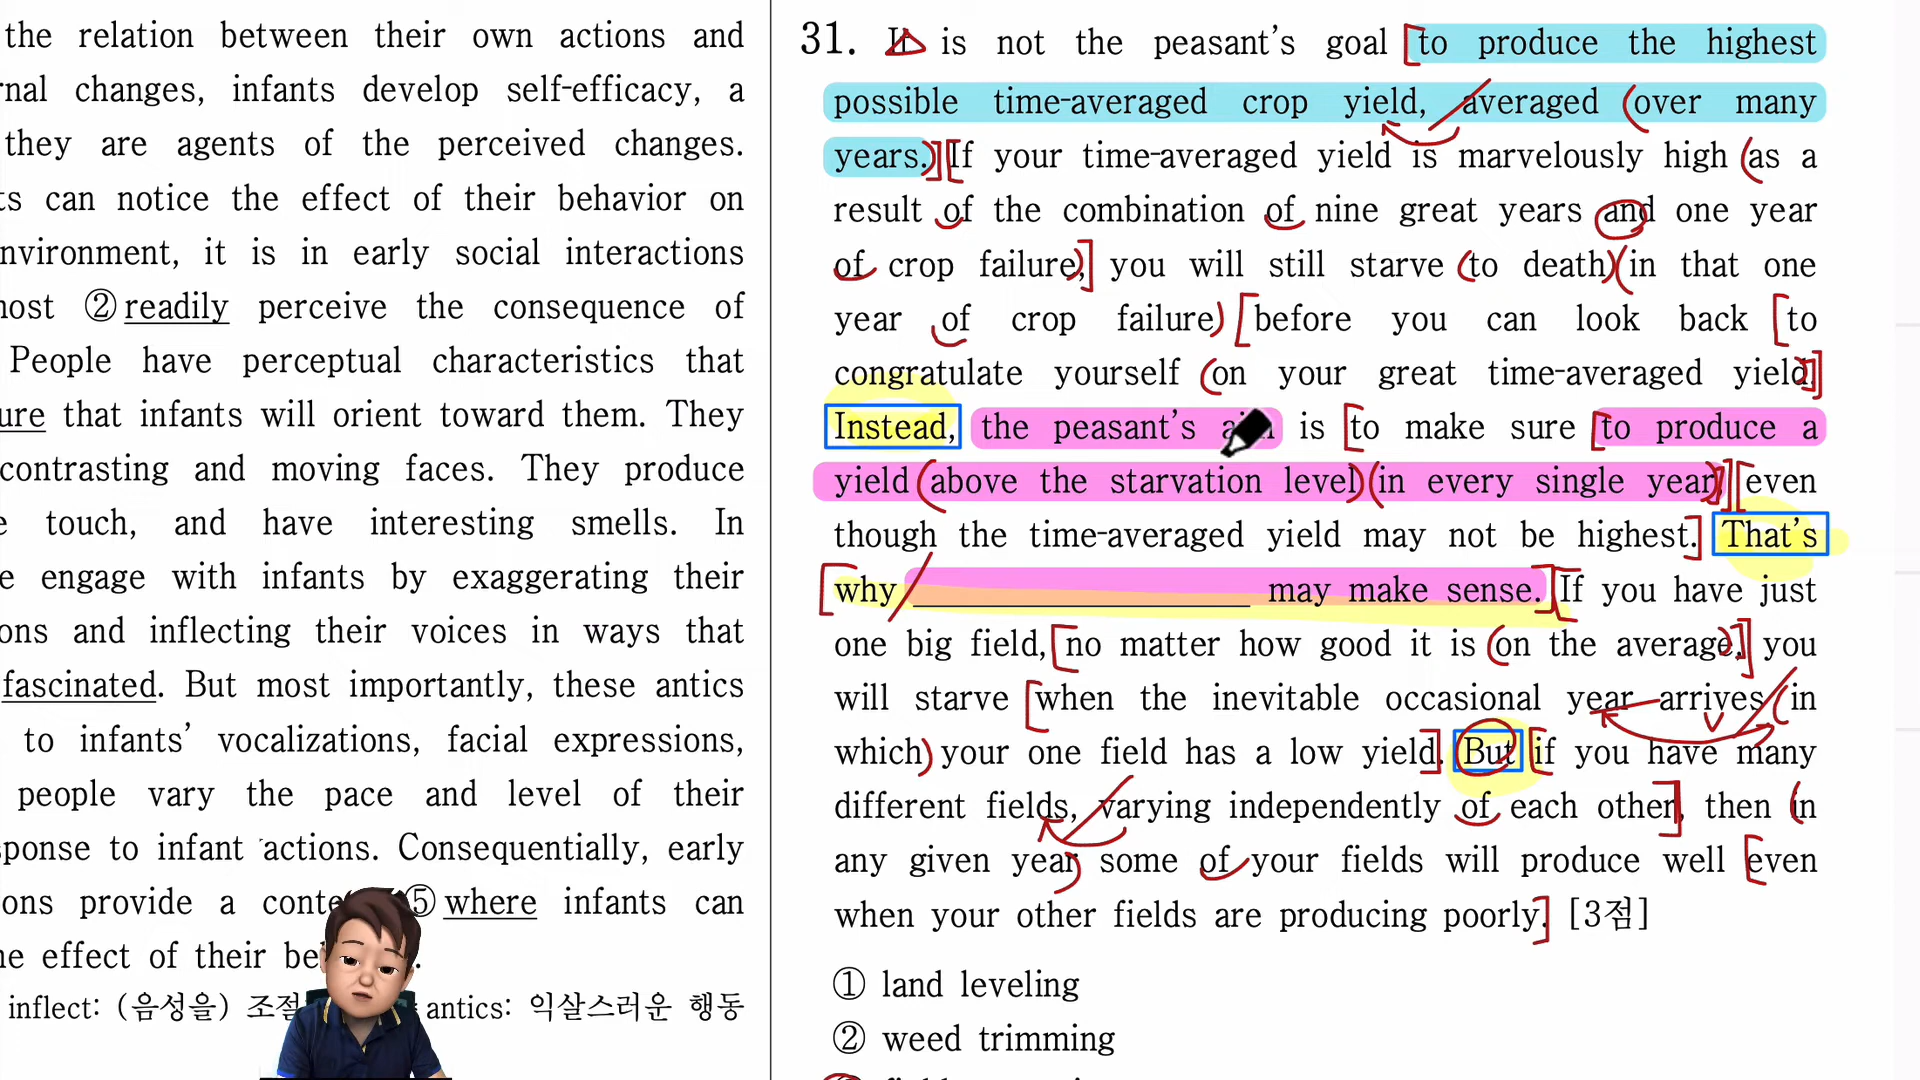 the relation between their own actions and
rnal changes, infants develop self-efficacy, a
they are agents of the perceived changes.
ts can notice the effect of their behavior on
nvironment, it is in early social interactions
most ② readily perceive the consequence of
People have perceptual characteristics that
ure that infants will orient toward them. They
contrasting and moving faces. They produce
e touch, and have interesting smells. In
e engage with infants by exaggerating their
ons and inflecting their voices in ways that
fascinated. But most importantly, these antics
to infants' vocalizations, facial expressions,
people vary the pace and level of their
sponse to infant actions. Consequentially, early
ons provide a conte ⑤ where infants can
ne effect of their be
inflect: (음성을) 조절 antics: 익살스러운 행동
31. It is not the peasant's goal to produce the highest
possible time-averaged crop yield, averaged over many
years. If your time-averaged yield is marvelously high as a
result of the combination of nine great years and one year
of crop failure, you will still starve to death in that one
year of crop failure before you can look back to
congratulate yourself on your great time-averaged yield.
Instead, the peasant's aim is to make sure to produce a
yield above the starvation level in every single year, even
though the time-averaged yield may not be highest. That's
why ____________ may make sense. If you have just
one big field, no matter how good it is on the average, you
will starve when the inevitable occasional year arrives in
which your one field has a low yield. But if you have many
different fields, varying independently of each other, then in
any given year some of your fields will produce well even
when your other fields are producing poorly. [3점]
① land leveling
② weed trimming